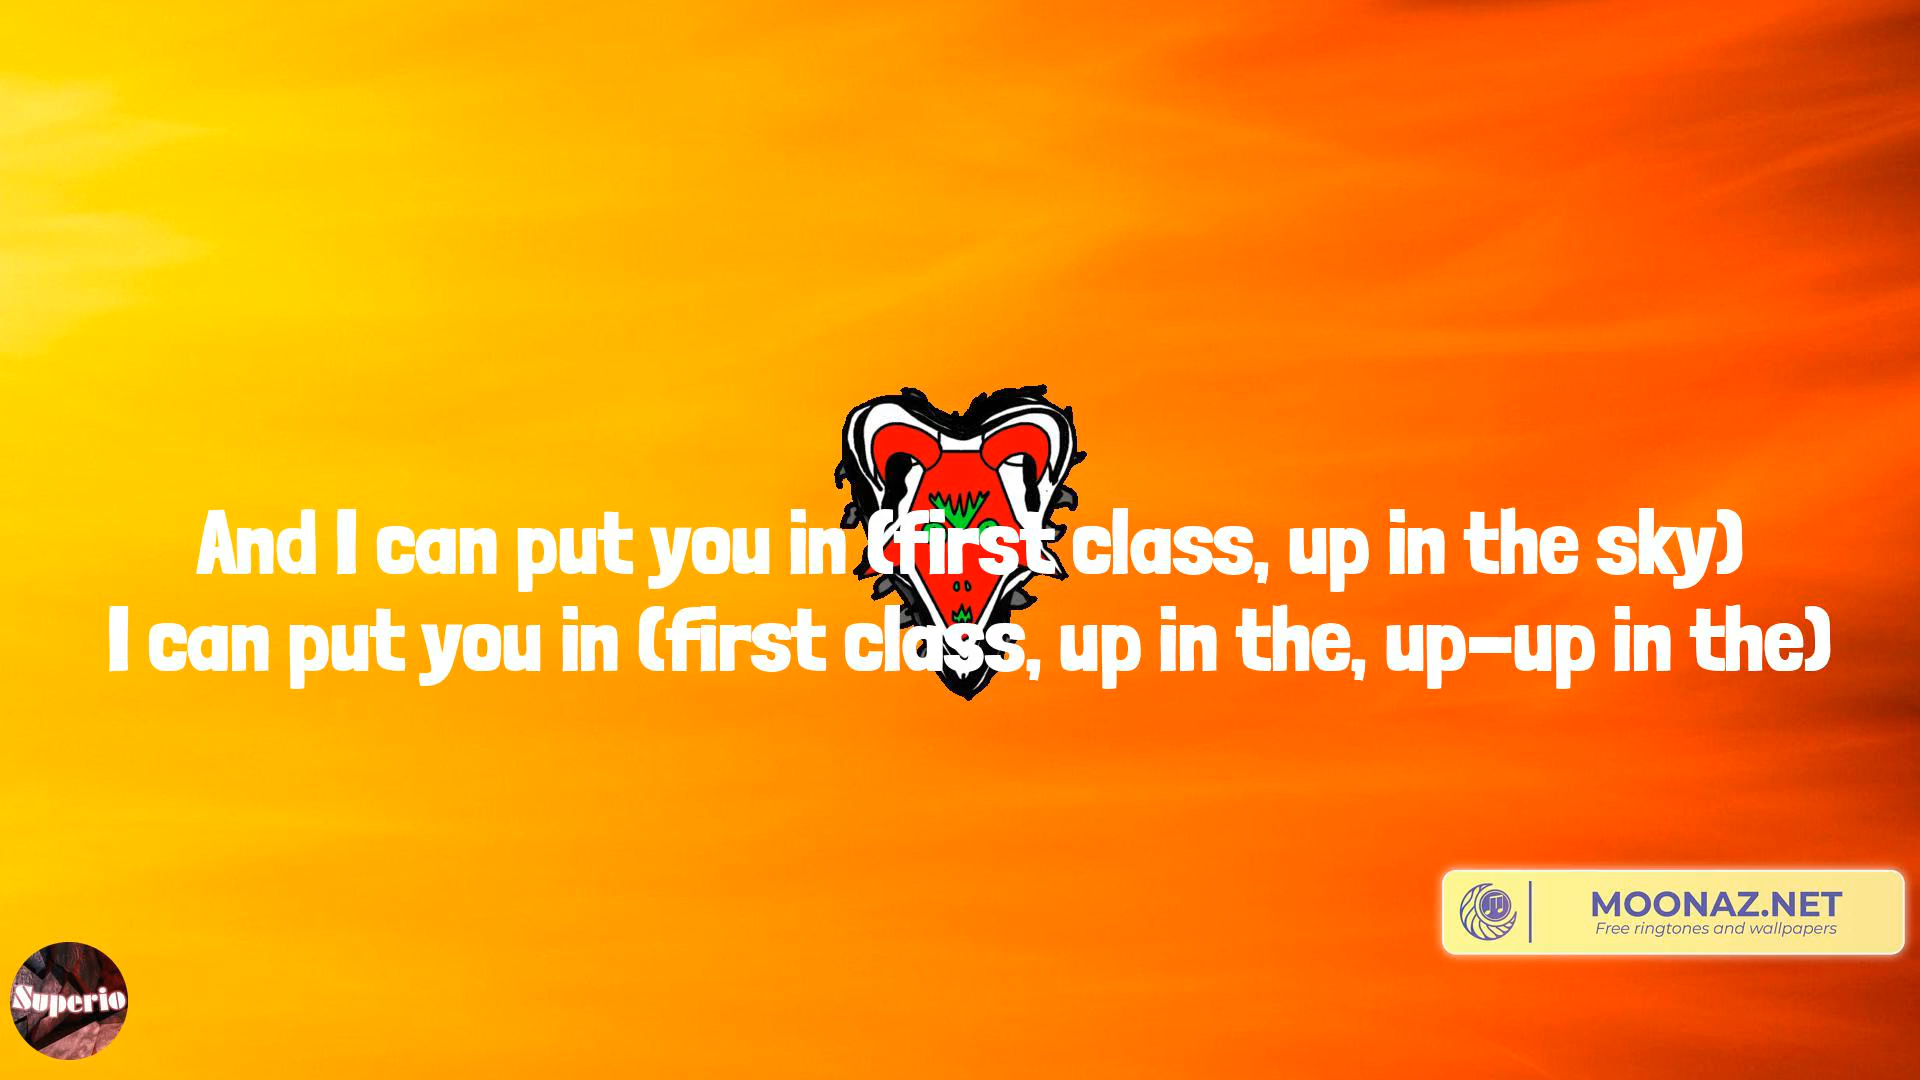 And I can put you in (first class, up in the sky)
I can put you in (first class, up in the, up-up in the)
MOONAZ.NET
Free ringtones and wallpapers
Superio